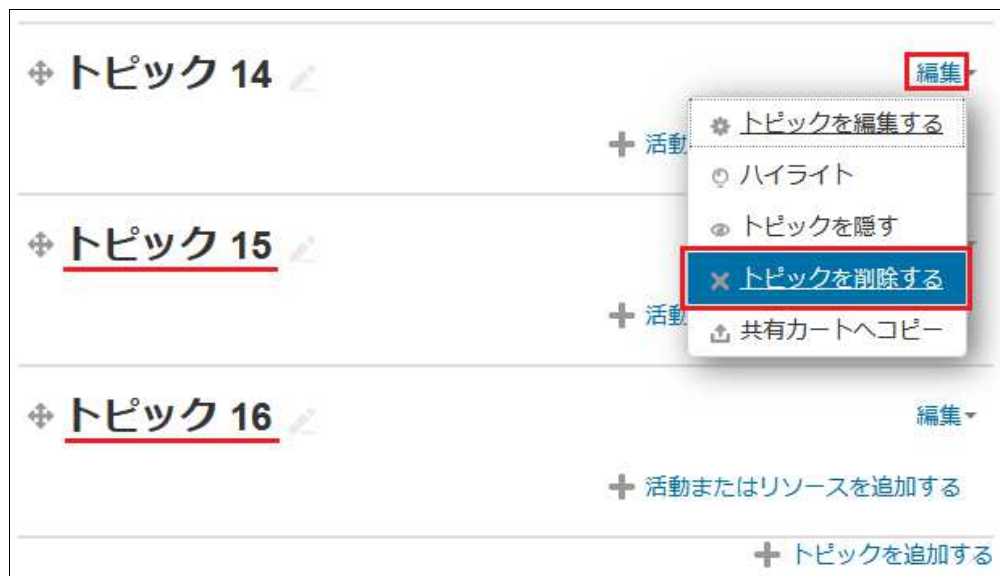 トピック 14
編集
トピックを編集する
活動
ハイライト
トピックを隠す
トピック 15
トピックを削除する
活動
共有カートへコピー
トピック 16
編集
活動またはリソースを追加する
トピックを追加する